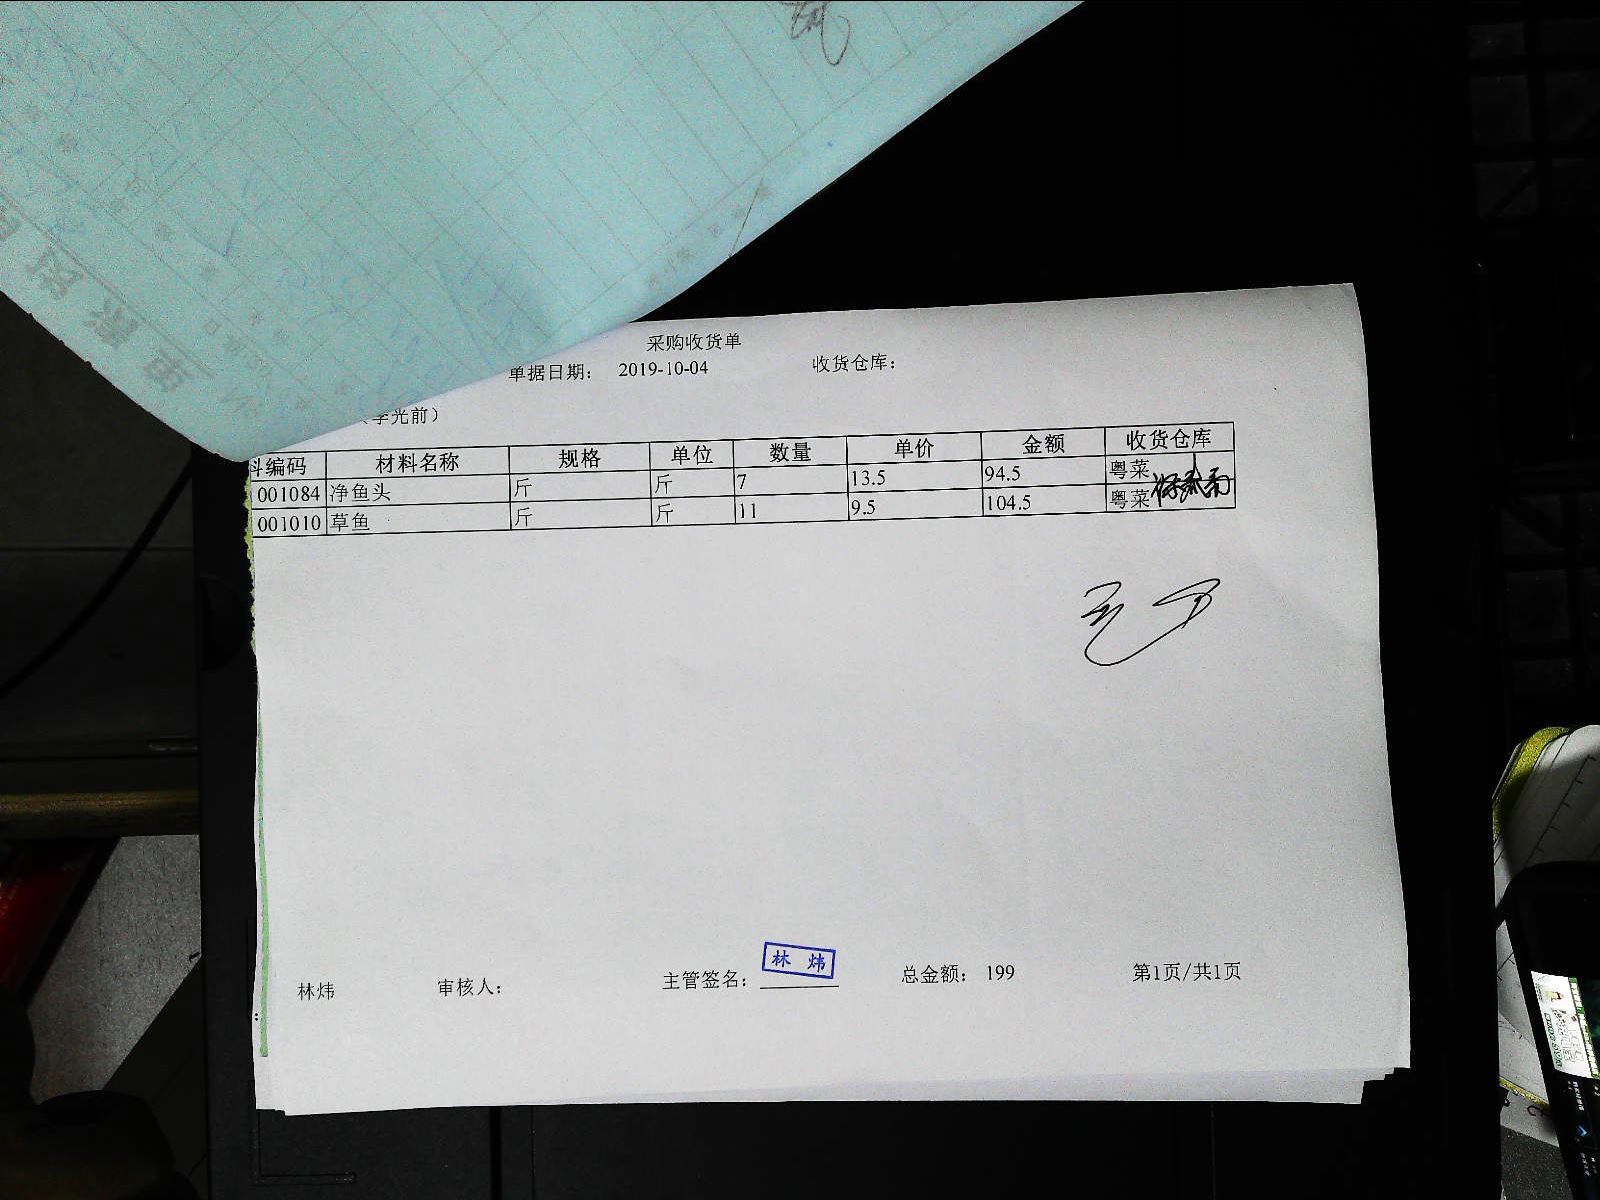 采购收货单
单据日期: 2019-10-04 收货仓库:
李光前）
编码 材料名称 规格 单位 数量 单价 金额 收货仓库
001084 净鱼头 斤 斤 7 13.5 94.5 粤菜
001010 草鱼 斤 斤 11 9.5 104.5 粤菜
林炜 审核人: 主管签名: 林炜 总金额: 199 第1页/共1页